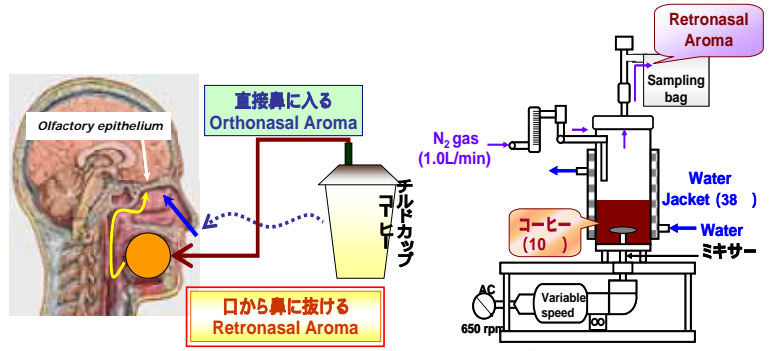 Olfactory epithelium
直接鼻に入る
Orthonasal Aroma
チルドカップ
コーヒー
口から鼻に抜ける
Retronasal Aroma
Retronasal
Aroma
Sampling
bag
N₂ gas
(1.0L/min)
Water
Jacket (38 )
コーヒー
(10 )
Water
ミキサー
AC
Variable
speed
650 rpm